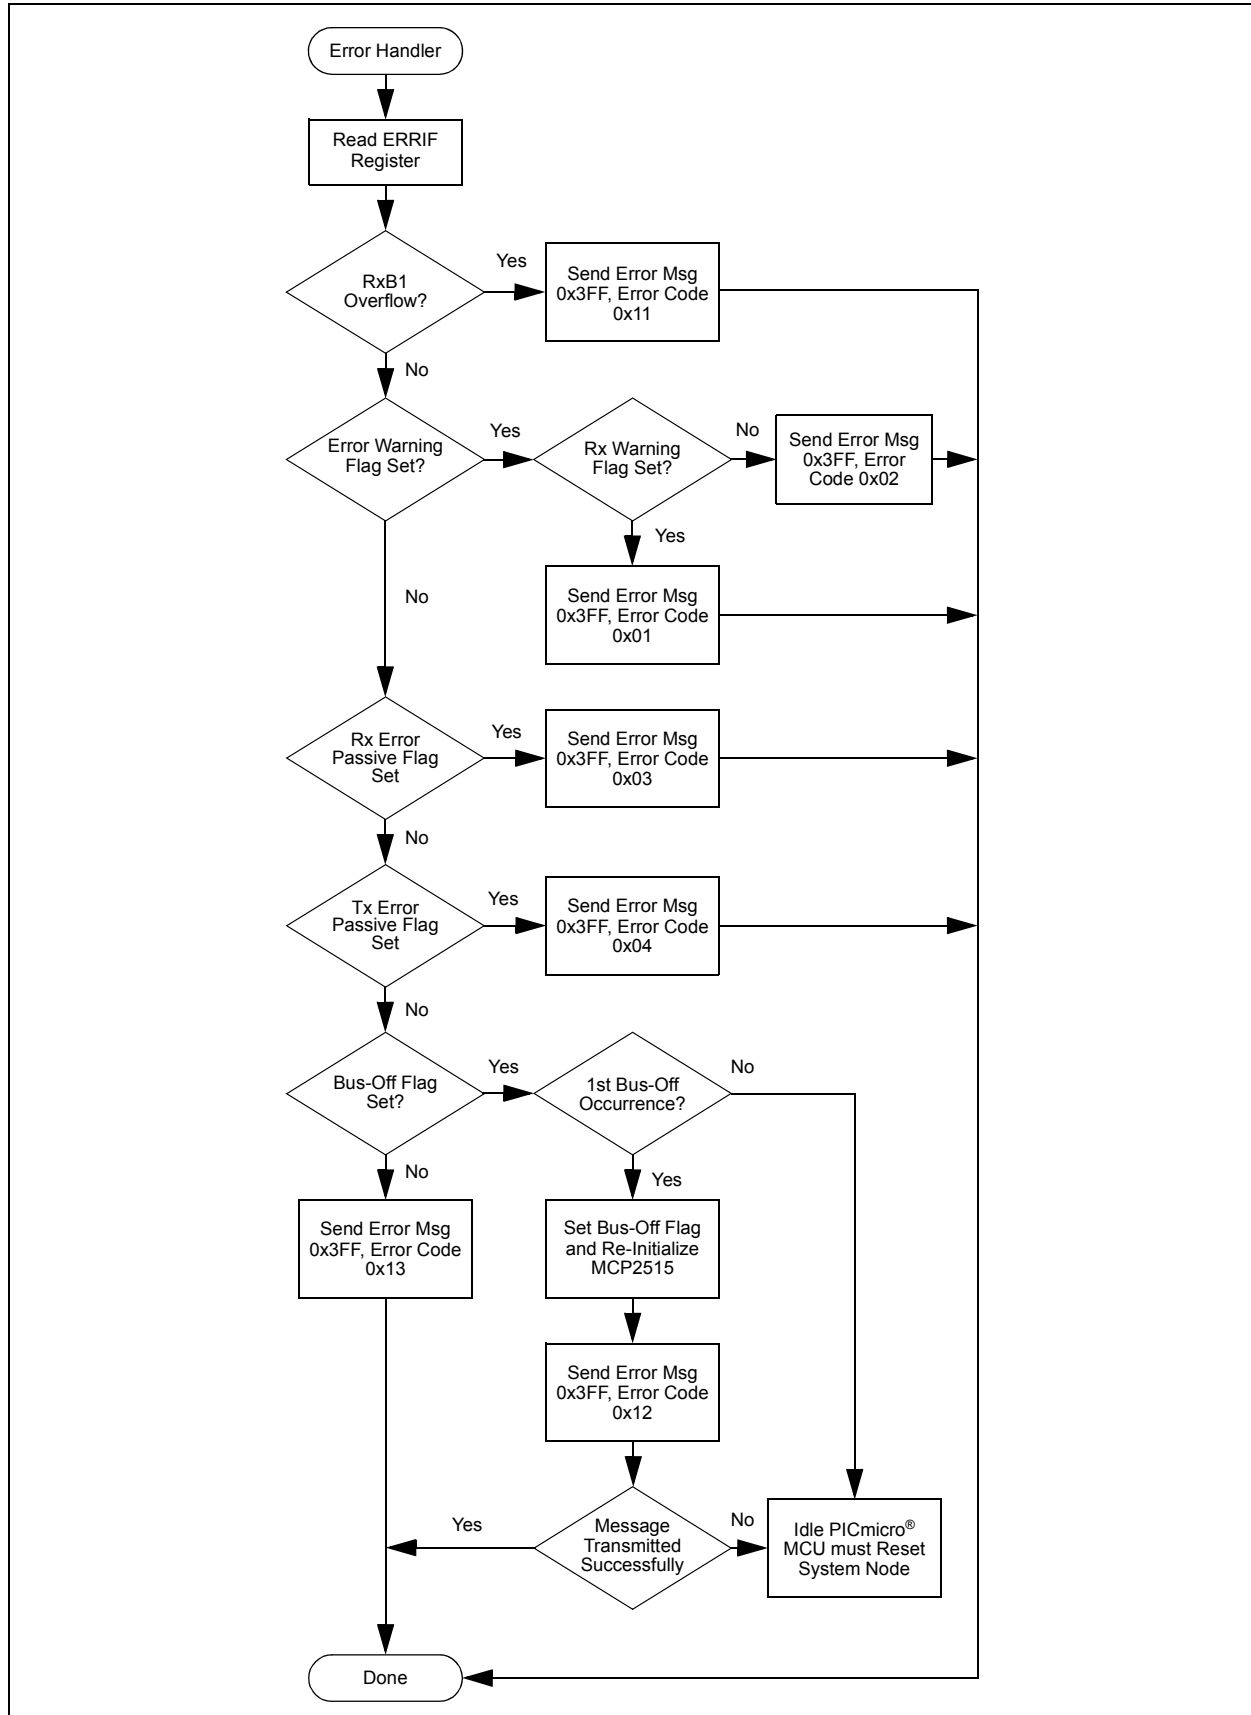 Error Handler
Read ERRIF
Register
RxB1
Overflow?
Yes
Send Error Msg
0x3FF, Error Code
0x11
No
Error Warning
Flag Set?
Yes
Rx Warning
Flag Set?
No
Send Error Msg
0x3FF, Error
Code 0x02
Yes
Send Error Msg
0x3FF, Error Code
0x01
No
Rx Error
Passive Flag
Set
Yes
Send Error Msg
0x3FF, Error Code
0x03
No
Tx Error
Passive Flag
Set
Yes
Send Error Msg
0x3FF, Error Code
0x04
No
Bus-Off Flag
Set?
Yes
1st Bus-Off
Occurrence?
No
No
Send Error Msg
0x3FF, Error Code
0x13
Yes
Set Bus-Off Flag
and Re-Initialize
MCP2515
Send Error Msg
0x3FF, Error Code
0x12
Message
Transmitted
Successfully
Yes
No
Idle PICmicro®
MCU must Reset
System Node
Done